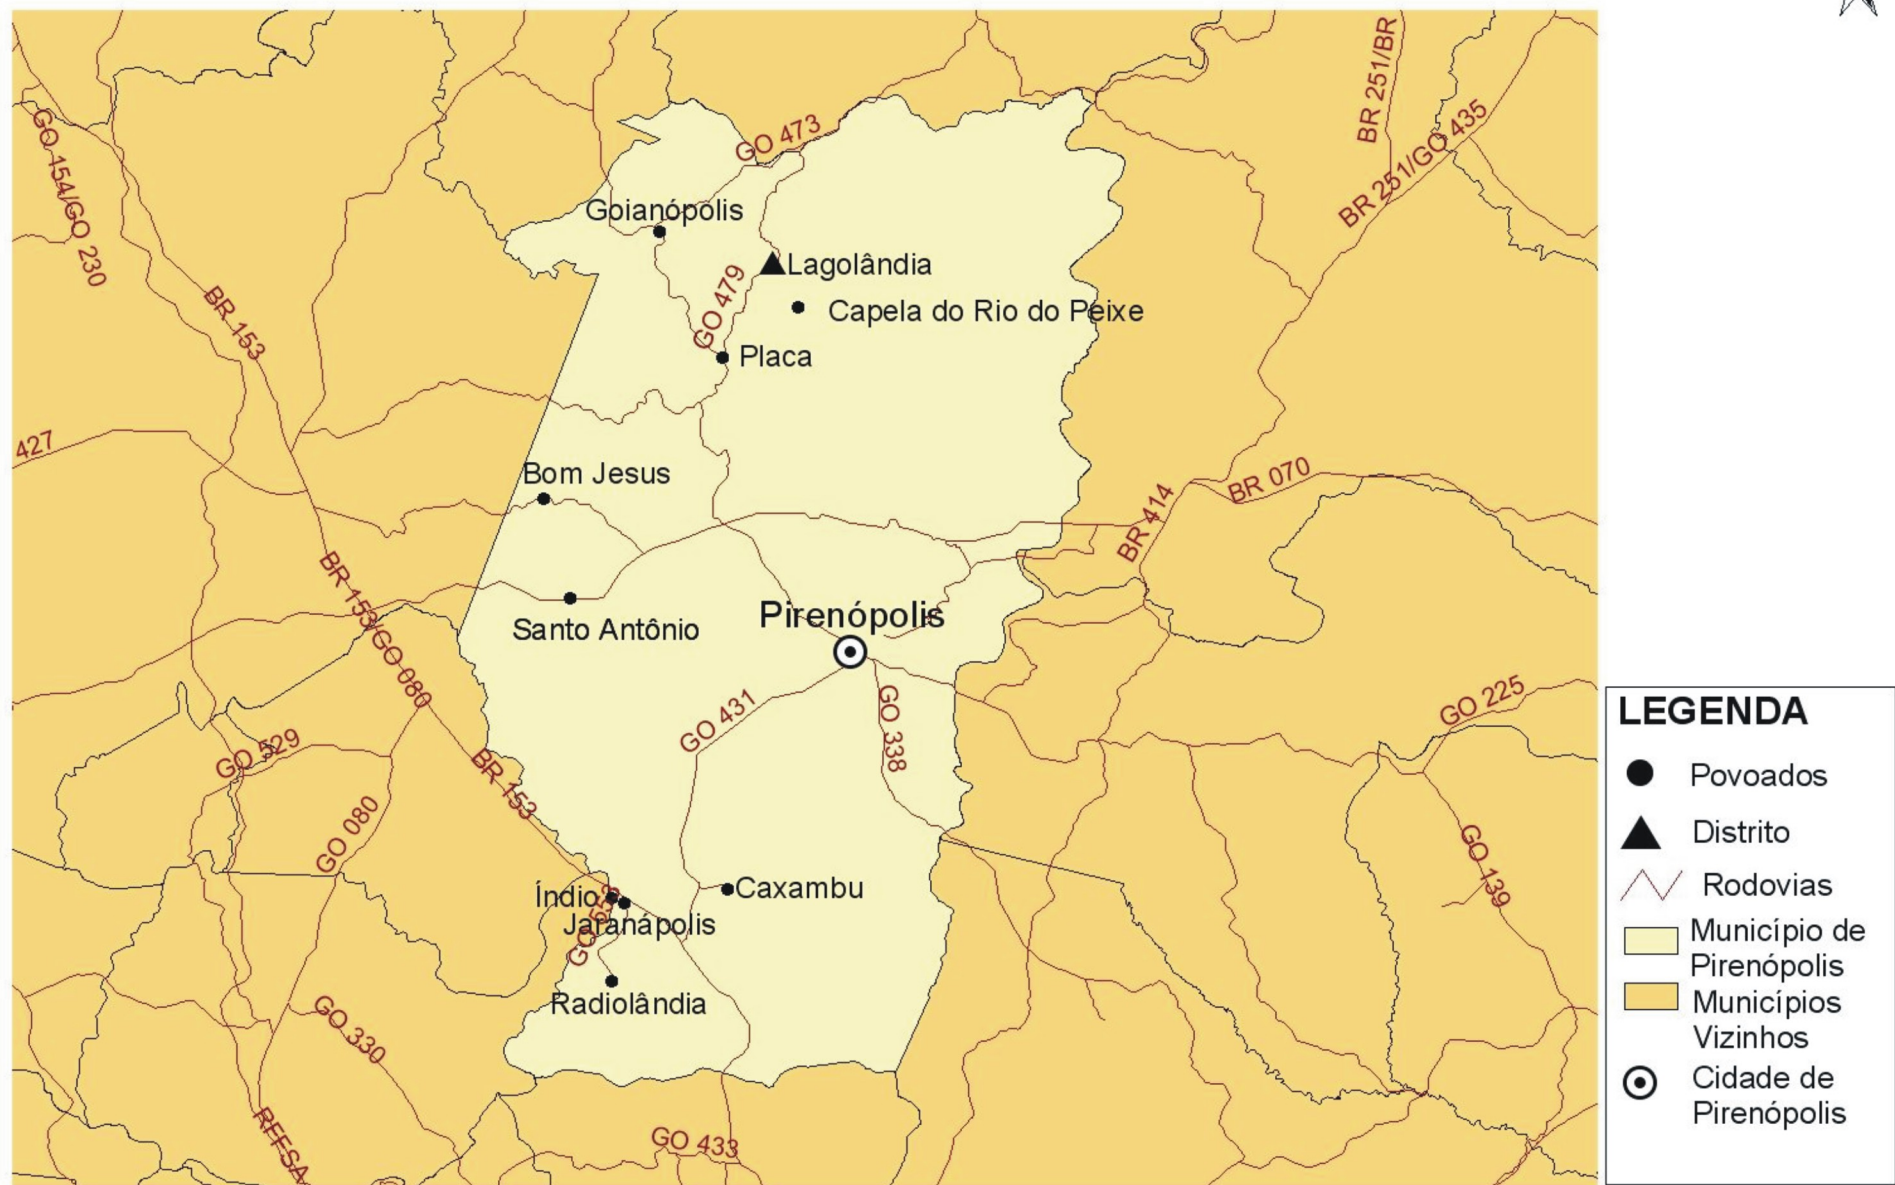 BR 251/BR
GO 154/GO 230
GO 473
BR 251/GO 435
Goianópolis
Lagolândia
GO 479
Capela do Rio do Peixe
BR 153
Placa
427
Bom Jesus
BR 070
BR 414
BR 153/GO 080
Pirenópolis
Santo Antônio
GO 431
GO 338
GO 225
GO 529
BR 153
GO 080
GO 139
Índio
Caxambu
Jaranápolis
Radiolândia
GO 330
RFFSA
GO 433
LEGENDA
Povoados
Distrito
Rodovias
Município de
Pirenópolis
Municípios
Vizinhos
Cidade de
Pirenópolis